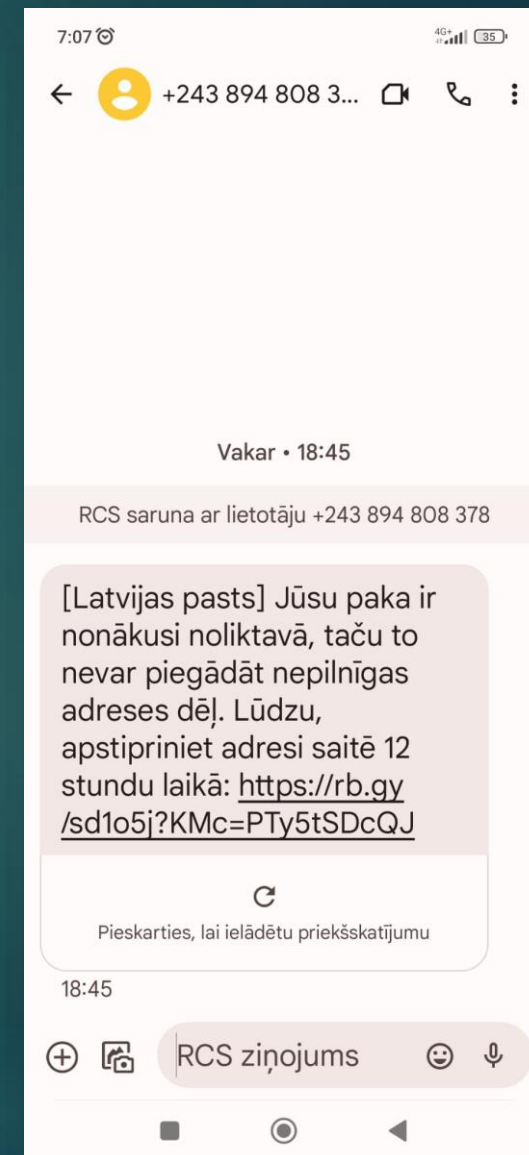 7:07
4G+ 35
+243 894 808 3...
Vakar • 18:45
RCS saruna ar lietotāju +243 894 808 378
[Latvijas pasts] Jūsu paka ir
nonākusi noliktavā, taču to
nevar piegādāt nepilnīgas
adreses dēļ. Lūdzu,
apstipriniet adresi saitē 12
stundu laikā: https://rb.gy
/sd1o5j?KMc=PTy5tSDcQJ
Pieskarties, lai ielādētu priekšskatījumu
18:45
RCS ziņojums